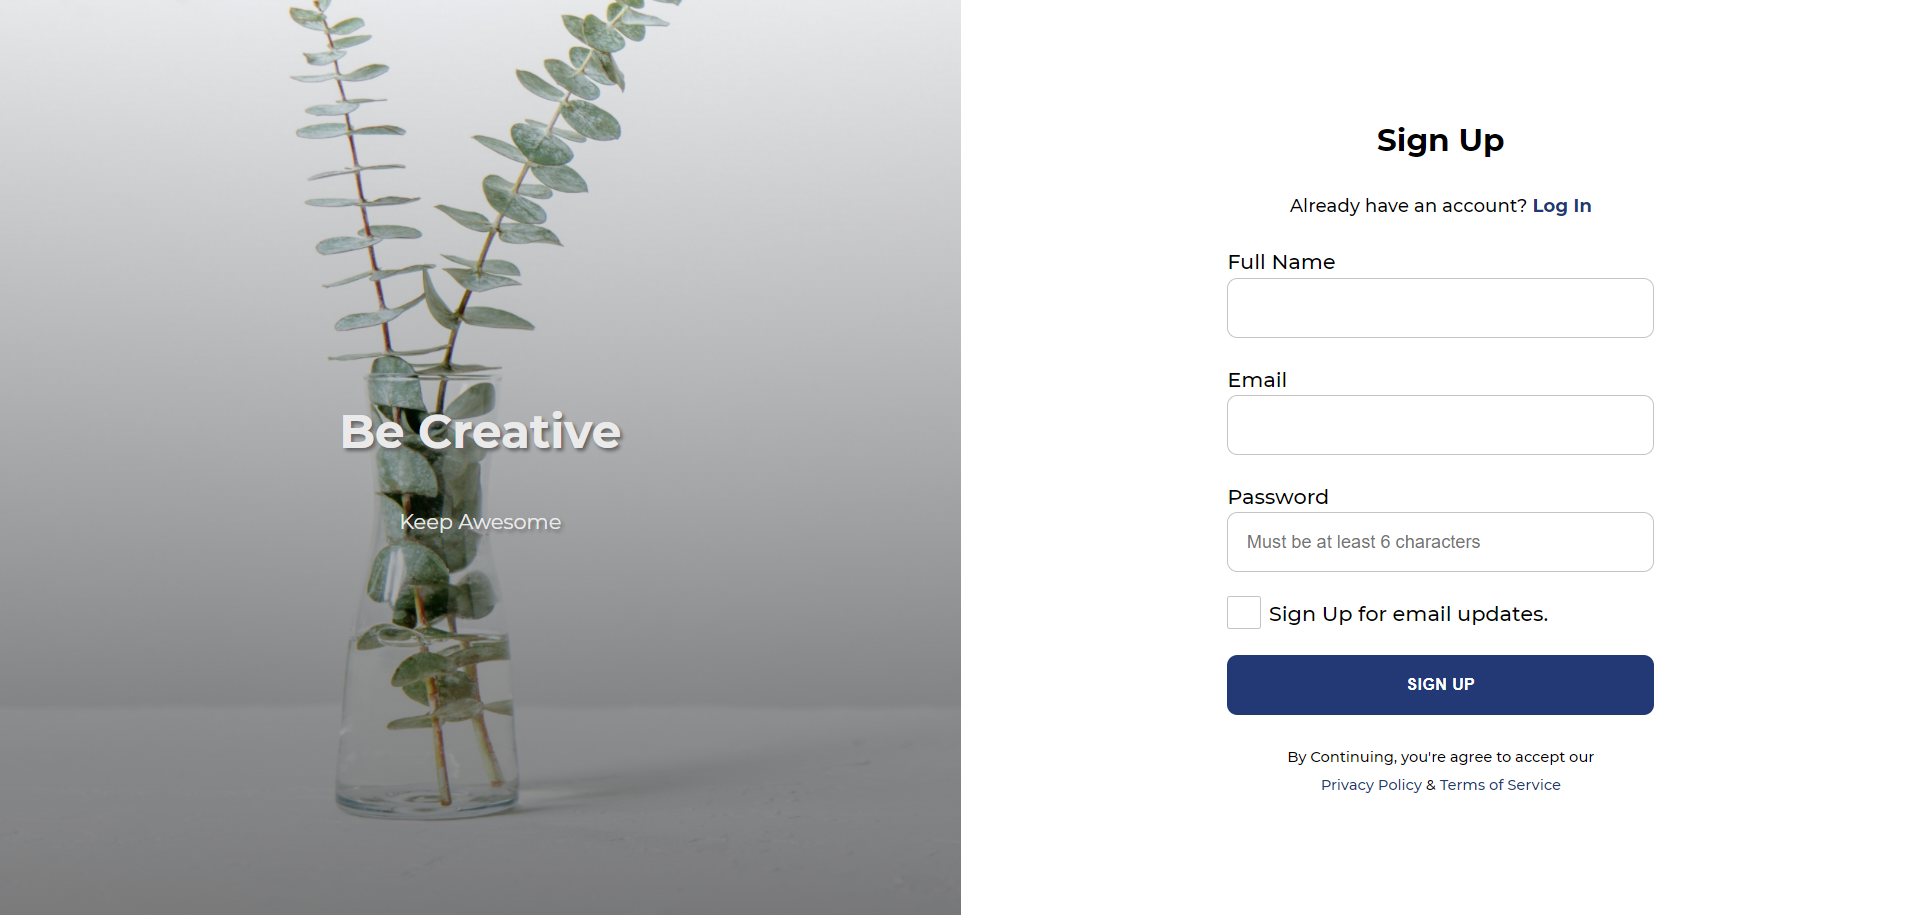 Be Creative
Keep Awesome
Sign Up
Already have an account? Log In
Full Name
Email
Password
Must be at least 6 characters
Sign Up for email updates.
SIGN UP
By Continuing, you're agree to accept our
Privacy Policy & Terms of Service